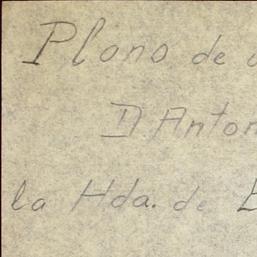 Plano de
D Anton
la Hda. de